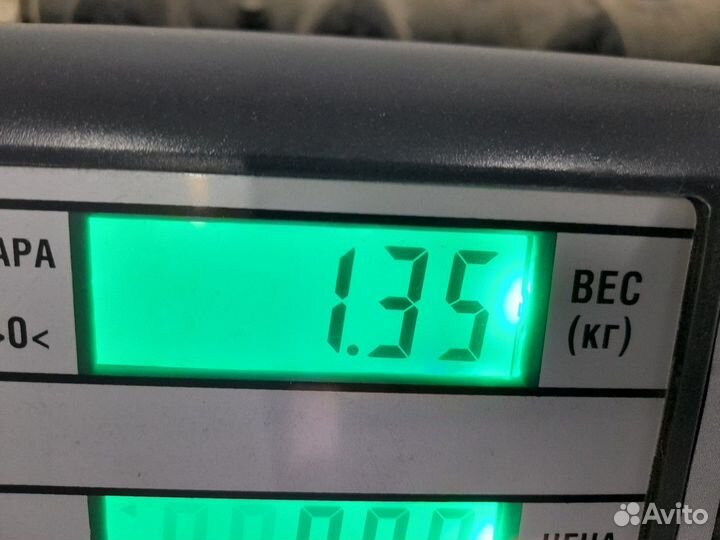 АРА
1.35
ВЕС
>0<
(кг)
ЦЕНА
Avito